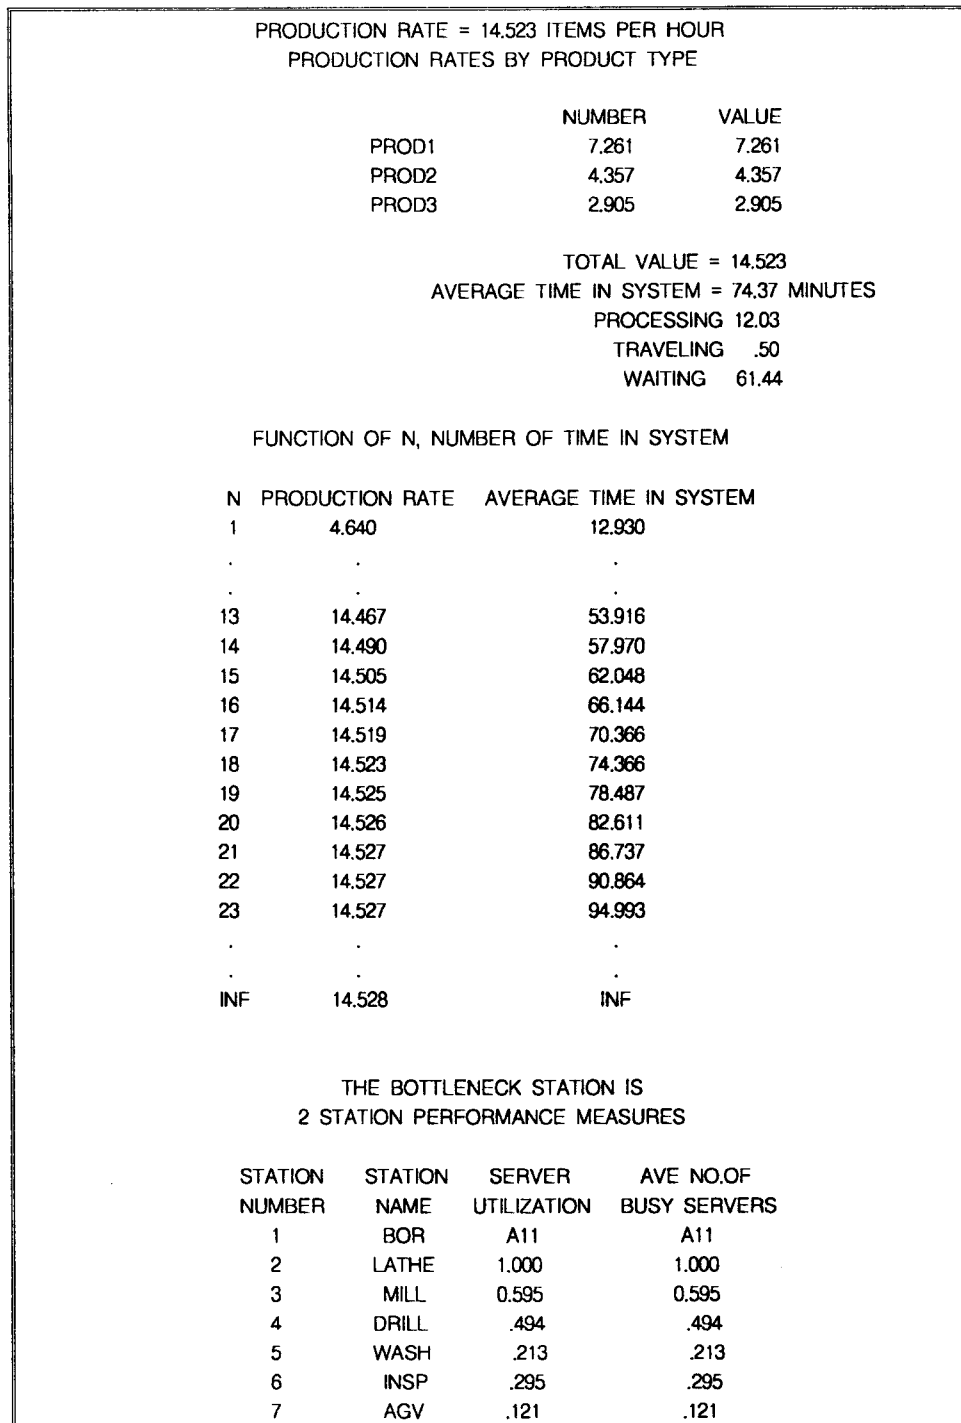 PRODUCTION RATE = 14.523 ITEMS PER HOUR
PRODUCTION RATES BY PRODUCT TYPE
NUMBER VALUE
PROD1 7.261 7.261
PROD2 4.357 4.357
PROD3 2.905 2.905
TOTAL VALUE = 14.523
AVERAGE TIME IN SYSTEM = 74.37 MINUTES
PROCESSING 12.03
TRAVELING .50
WAITING 61.44
FUNCTION OF N, NUMBER OF TIME IN SYSTEM
N PRODUCTION RATE AVERAGE TIME IN SYSTEM
1 4.640 12.930
. . .
. . .
13 14.467 53.916
14 14.490 57.970
15 14.505 62.048
16 14.514 66.144
17 14.519 70.366
18 14.523 74.366
19 14.525 78.487
20 14.526 82.611
21 14.527 86.737
22 14.527 90.864
23 14.527 94.993
. . .
. . .
INF 14.528 INF
THE BOTTLENECK STATION IS
2 STATION PERFORMANCE MEASURES
STATION STATION SERVER AVE NO.OF
NUMBER NAME UTILIZATION BUSY SERVERS
1 BOR A11 A11
2 LATHE 1.000 1.000
3 MILL 0.595 0.595
4 DRILL .494 .494
5 WASH .213 .213
6 INSP .295 .295
7 AGV .121 .121